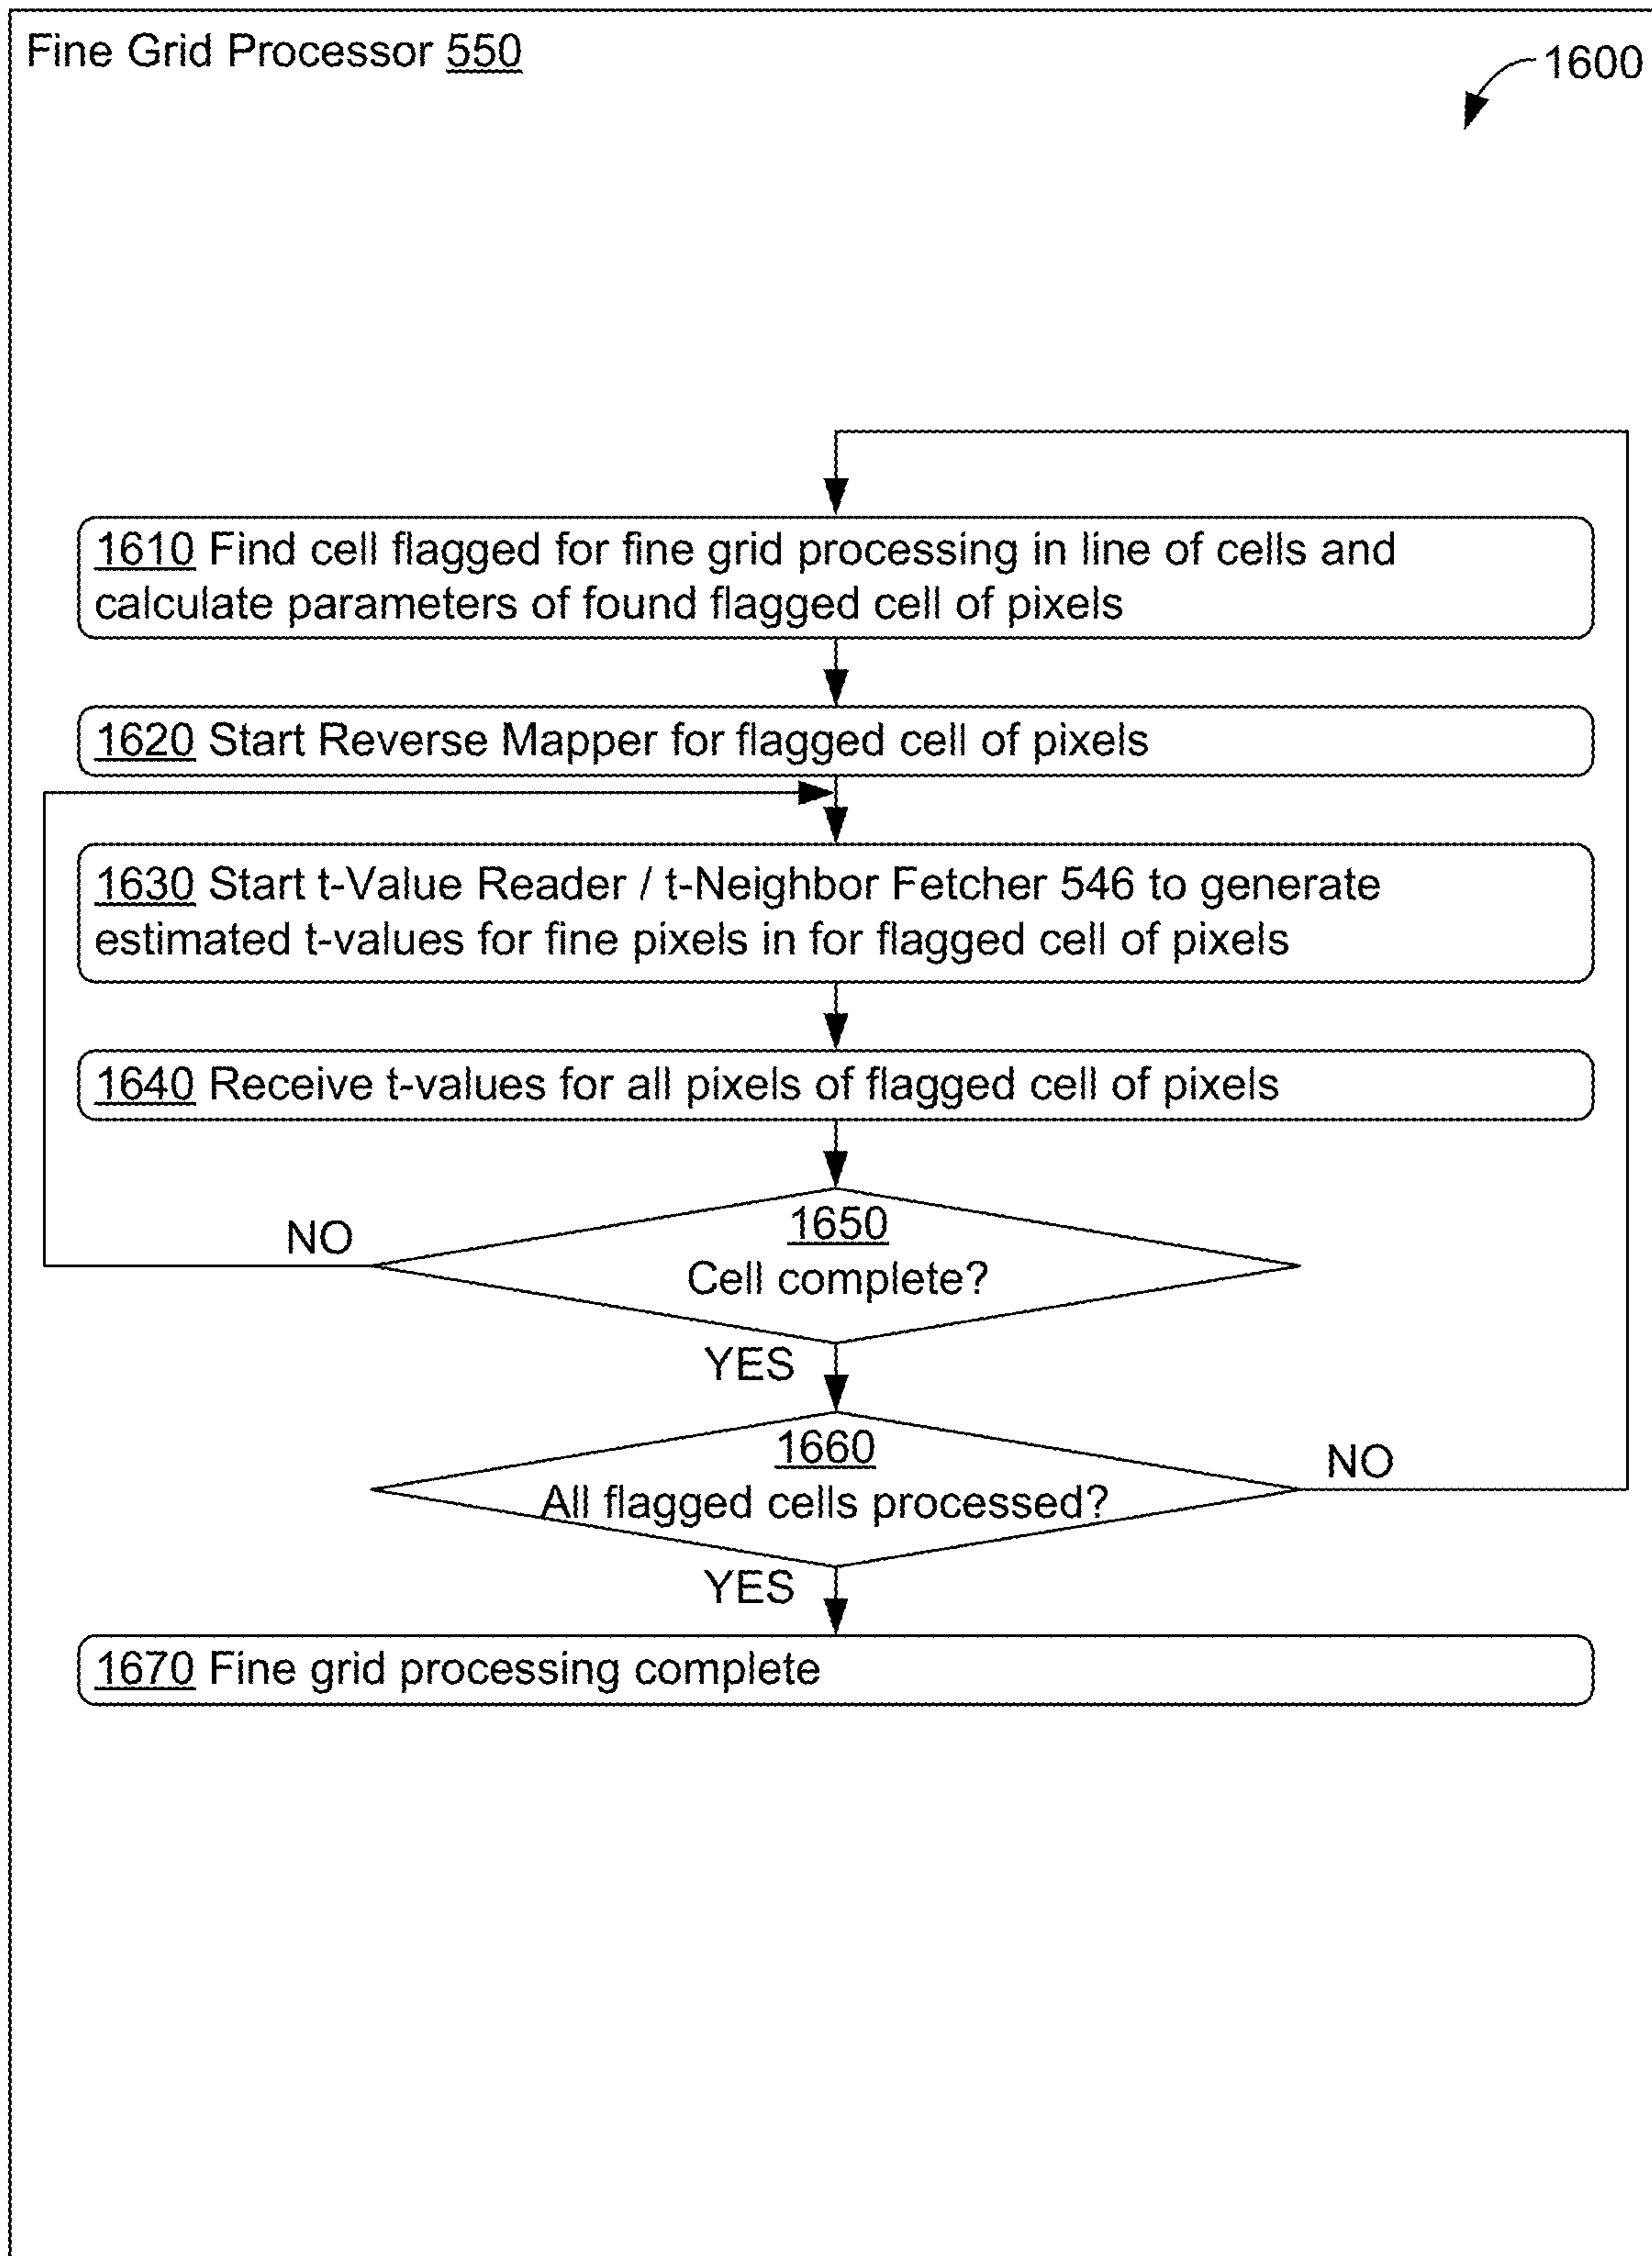 Fine Grid Processor 550
1600
1610 Find cell flagged for fine grid processing in line of cells and
calculate parameters of found flagged cell of pixels
1620 Start Reverse Mapper for flagged cell of pixels
1630 Start t-Value Reader / t-Neighbor Fetcher 546 to generate
estimated t-values for fine pixels in for flagged cell of pixels
1640 Receive t-values for all pixels of flagged cell of pixels
1650
NO
Cell complete?
YES
1660
NO
All flagged cells processed?
YES
1670 Fine grid processing complete